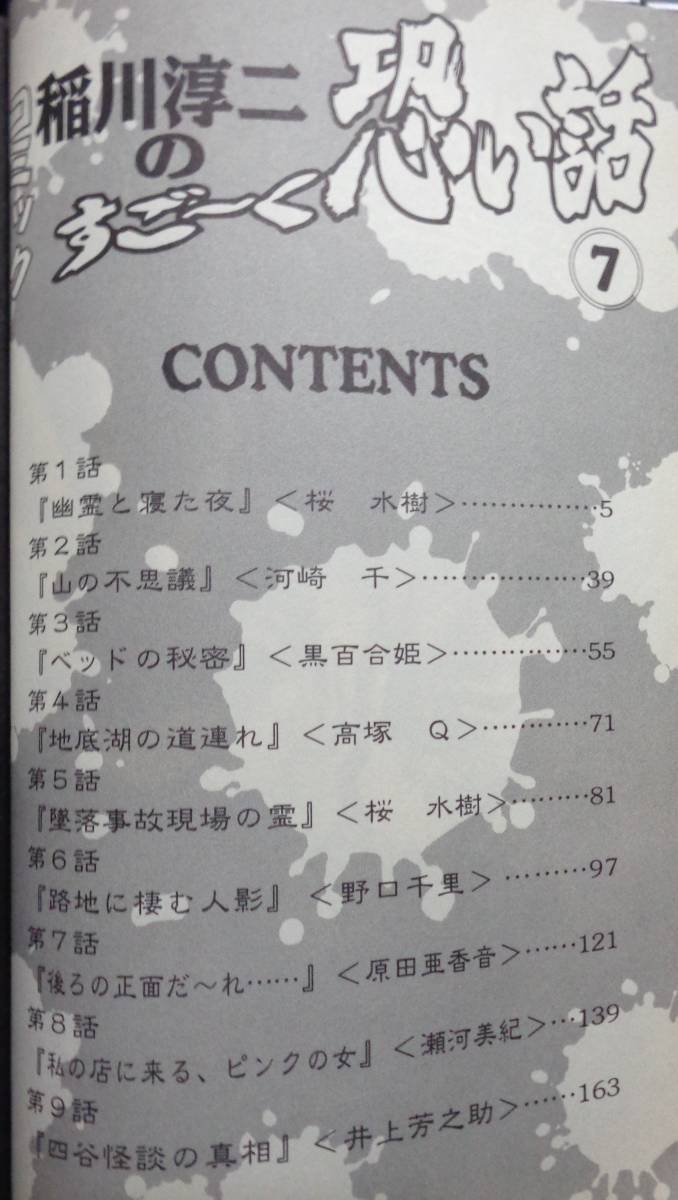 コミック
稲川淳二
の
すご〜く
恐い話
7
CONTENTS
第1話
『幽霊と寝た夜』＜桜　水樹＞……………5
第2話
『山の不思議』＜河崎　千＞………………39
第3話
『ベッドの秘密』＜黒百合姫＞……………55
第4話
『地底湖の道連れ』＜高塚　Q＞…………71
第5話
『墜落事故現場の霊』＜桜　水樹＞………81
第6話
『路地に棲む人影』＜野口千里＞………97
第7話
『後ろの正面だ〜れ……』＜原田亜香音＞……121
第8話
『私の店に来る、ピンクの女』＜瀬河美紀＞…139
第9話
『四谷怪談の真相』＜井上芳之助＞……163